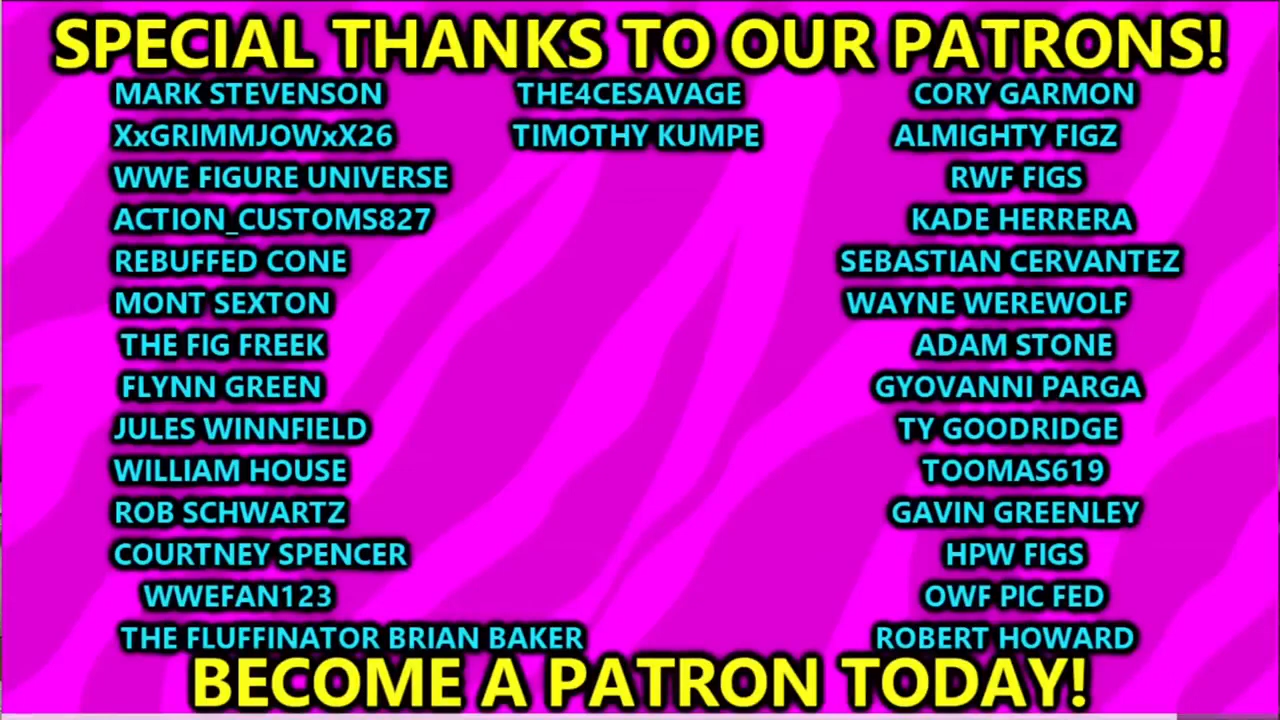 SPECIAL THANKS TO OUR PATRONS!
MARK STEVENSON THE4CESAVAGE CORY GARMON
XxGRIMMJOWxX26 TIMOTHY KUMPE ALMIGHTY FIGZ
WWE FIGURE UNIVERSE RWF FIGS
ACTION_CUSTOMS827 KADE HERRERA
REBUFFED CONE SEBASTIAN CERVANTEZ
MONT SEXTON WAYNE WEREWOLF
THE FIG FREEK ADAM STONE
FLYNN GREEN GYOVANNI PARGA
JULES WINNFIELD TY GOODRIDGE
WILLIAM HOUSE TOOMAS619
ROB SCHWARTZ GAVIN GREENLEY
COURTNEY SPENCER HPW FIGS
WWEFAN123 OWF PIC FED
THE FLUFFINATOR BRIAN BAKER ROBERT HOWARD
BECOME A PATRON TODAY!